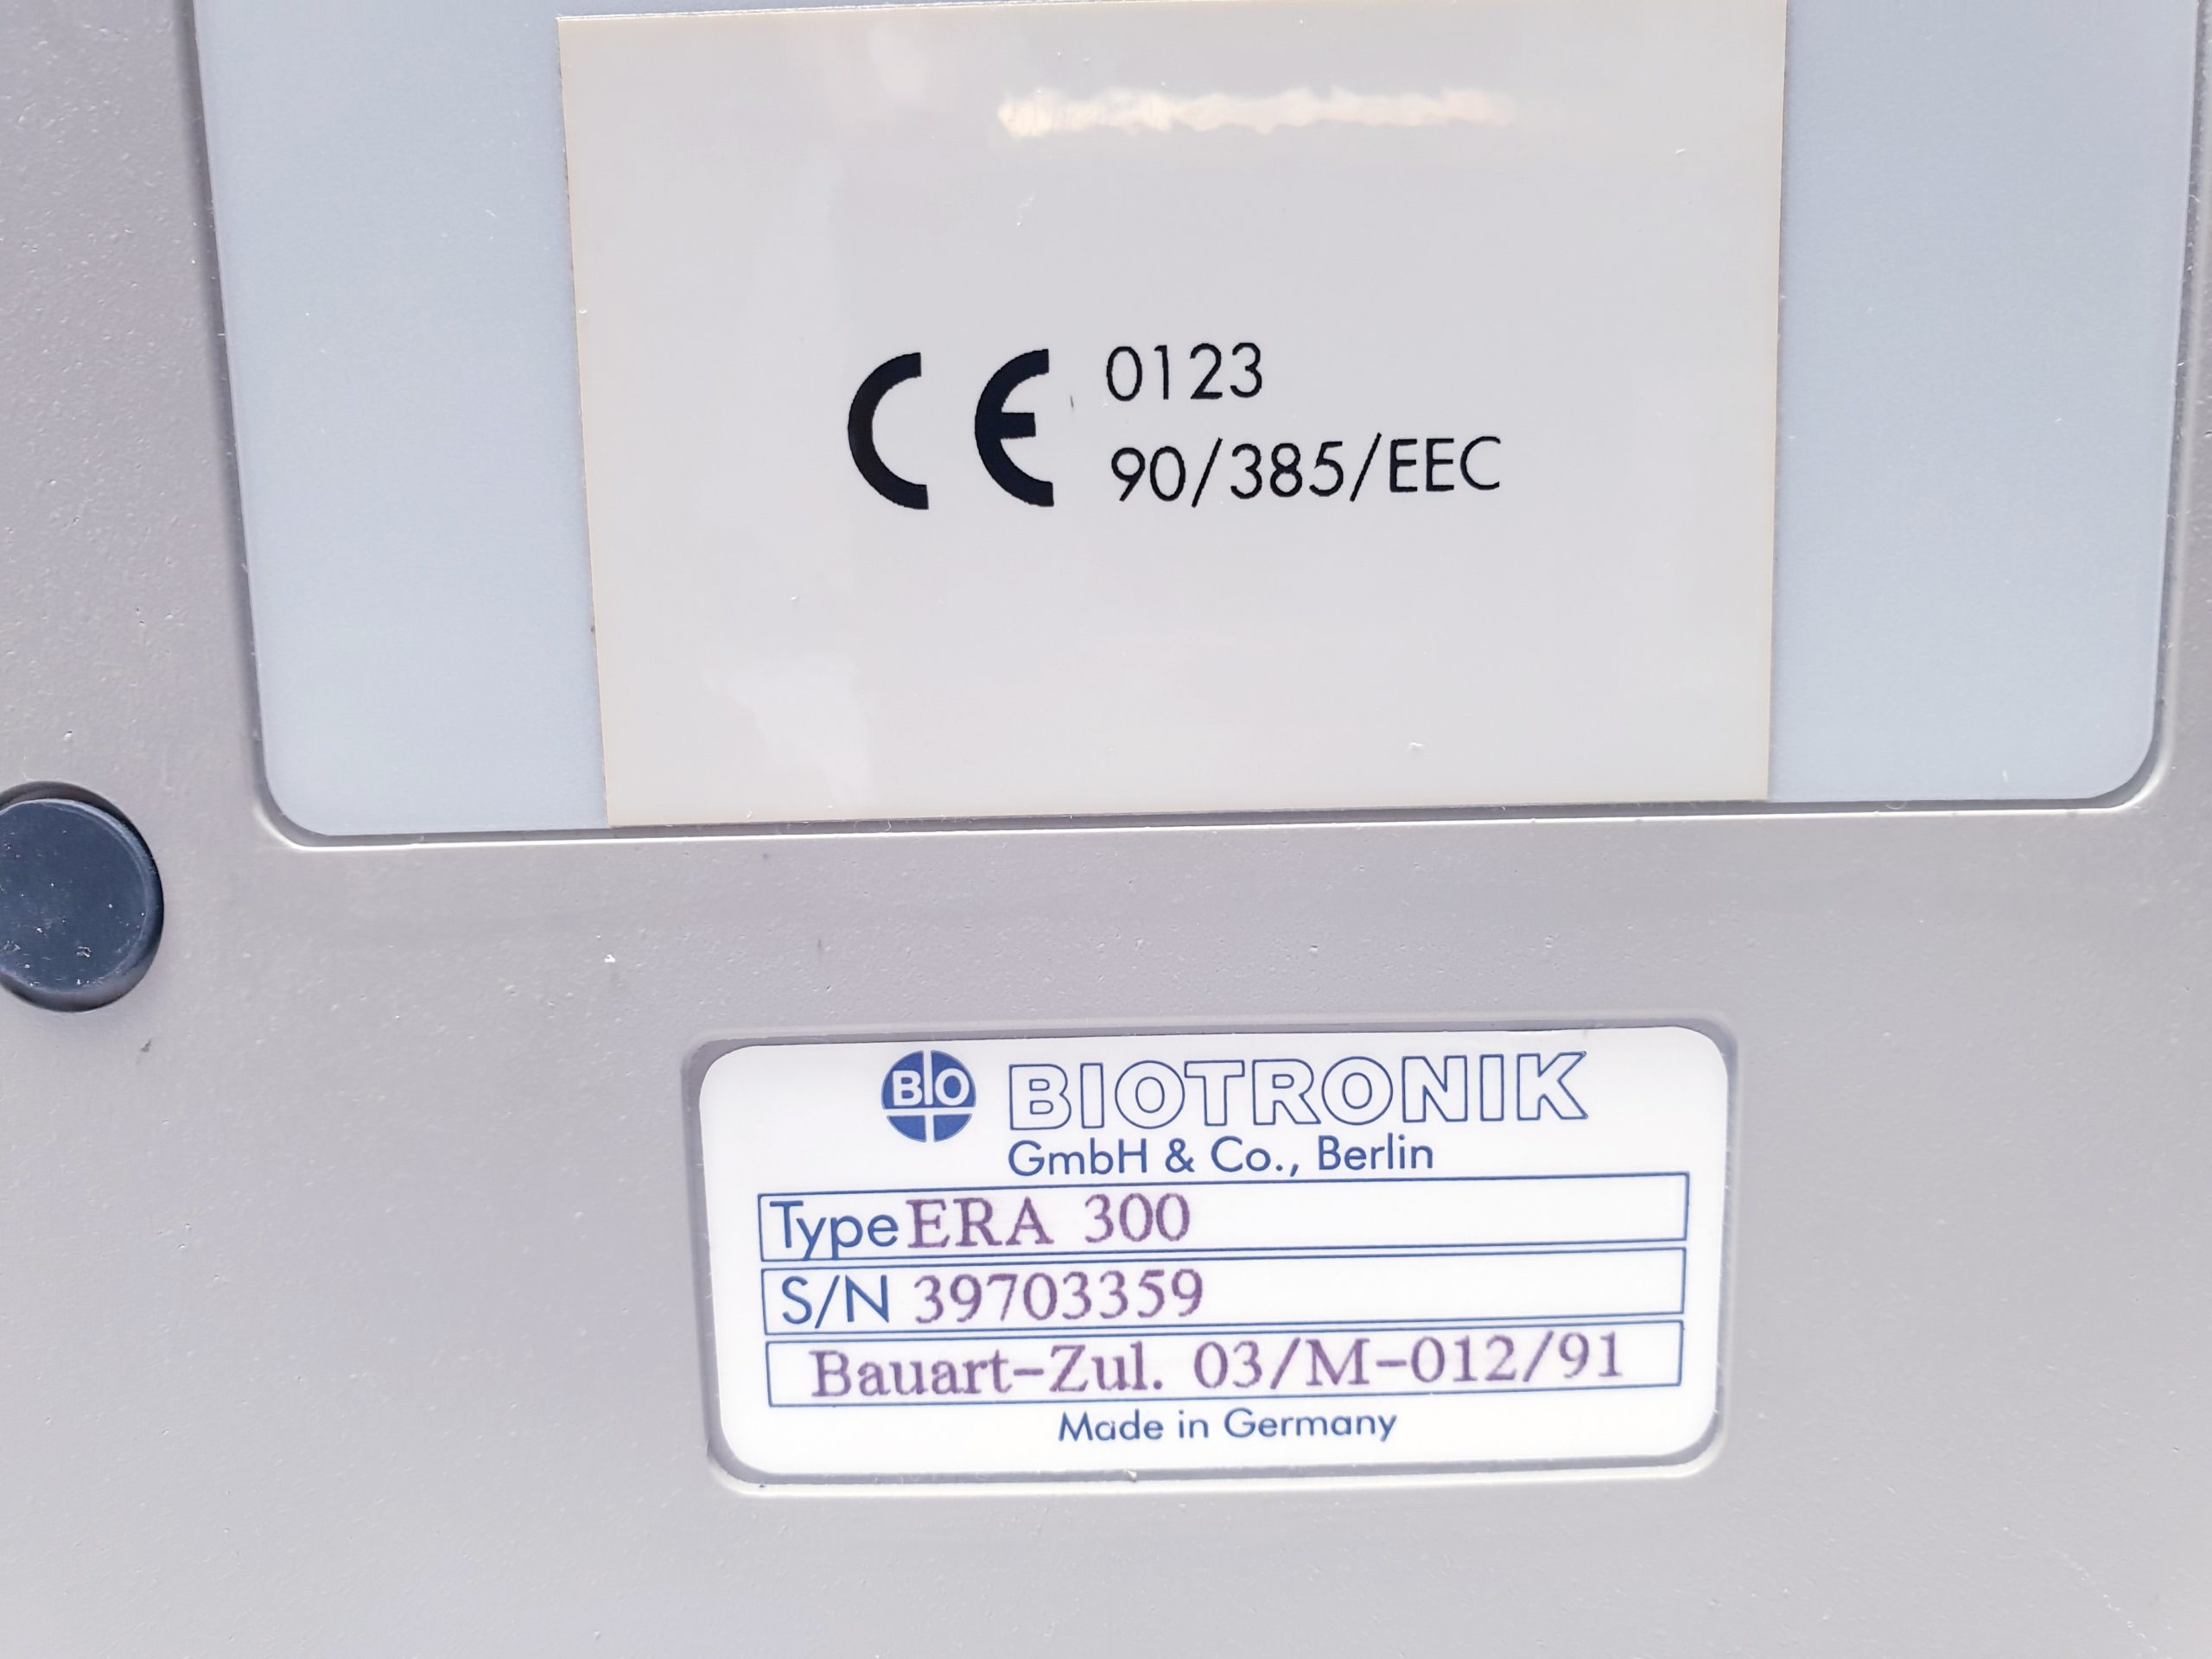 CE 0123
90/385/EEC
BIO BIOTRONIK
GmbH & Co., Berlin
Type ERA 300
S/N 39703359
Bauart-Zul. 03/M-012/91
Made in Germany